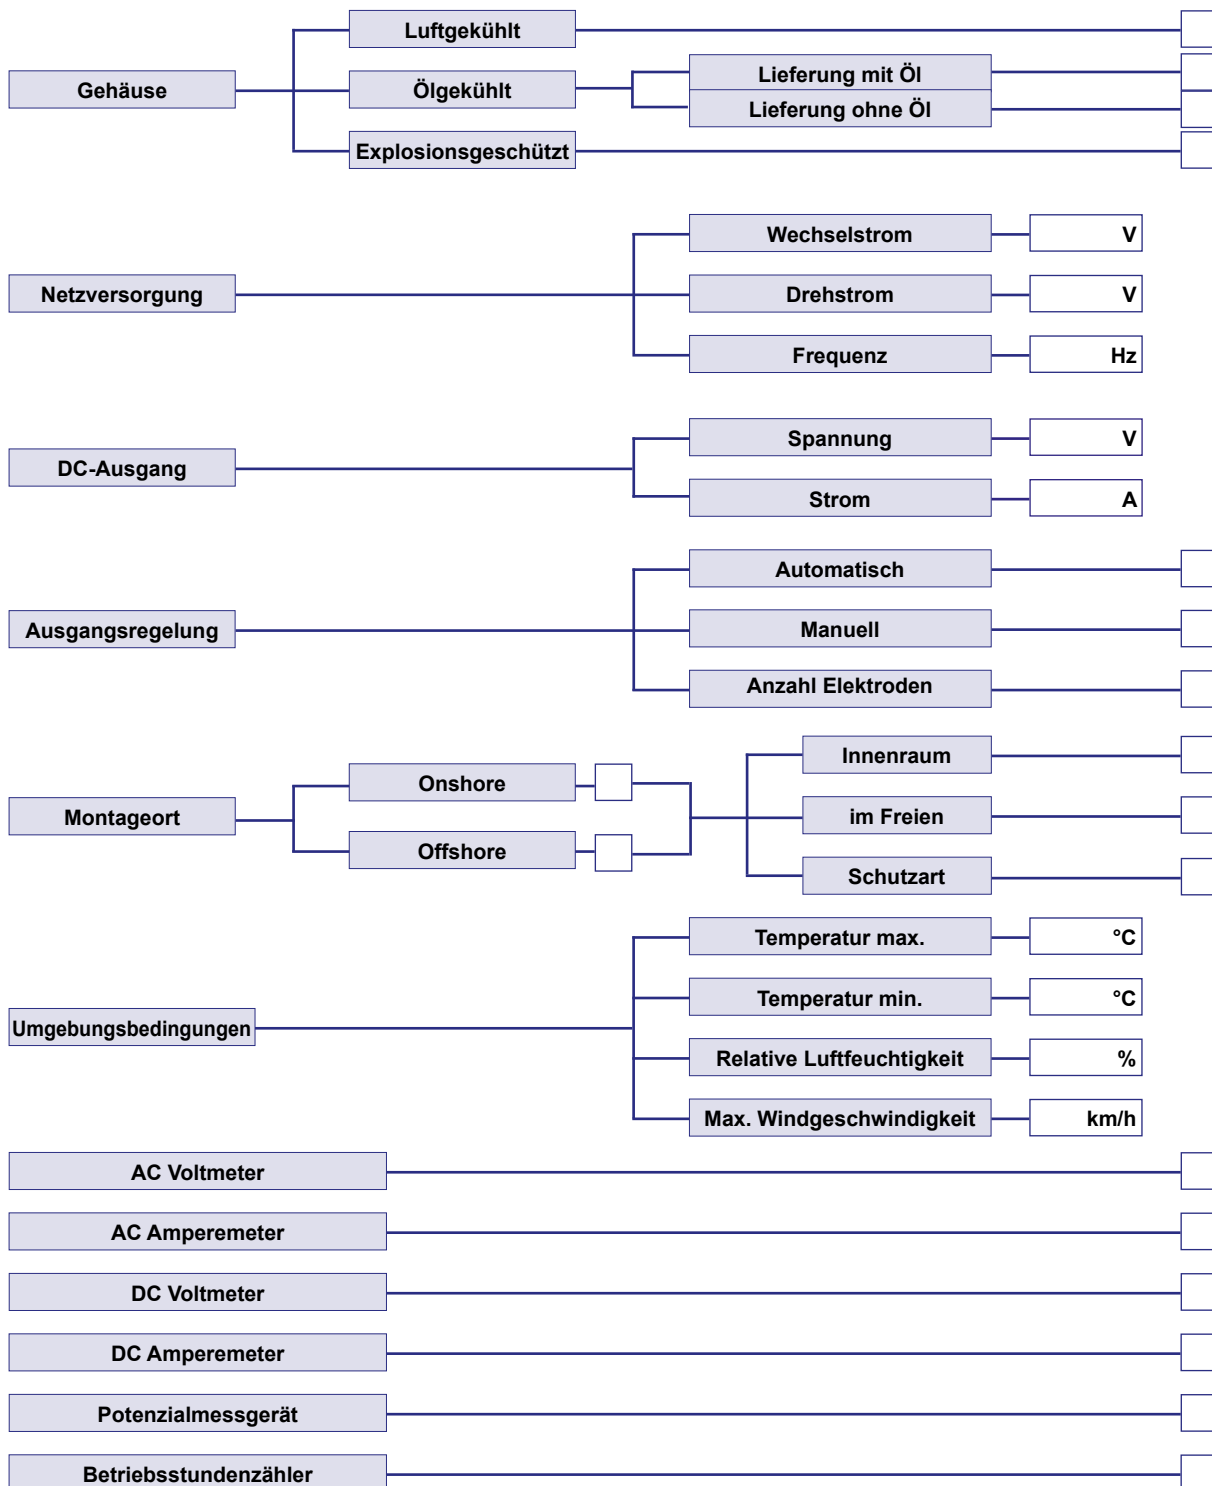 Luftgekühlt
Gehäuse
Ölgekühlt
Lieferung mit Öl
Lieferung ohne Öl
Explosionsgeschützt
Netzversorgung
Wechselstrom
V
Drehstrom
V
Frequenz
Hz
DC-Ausgang
Spannung
V
Strom
A
Ausgangsregelung
Automatisch
Manuell
Anzahl Elektroden
Montageort
Onshore
Offshore
Innenraum
im Freien
Schutzart
Umgebungsbedingungen
Temperatur max.
°C
Temperatur min.
°C
Relative Luftfeuchtigkeit
%
Max. Windgeschwindigkeit
km/h
AC Voltmeter
AC Amperemeter
DC Voltmeter
DC Amperemeter
Potenzialmessgerät
Betriebsstundenzähler